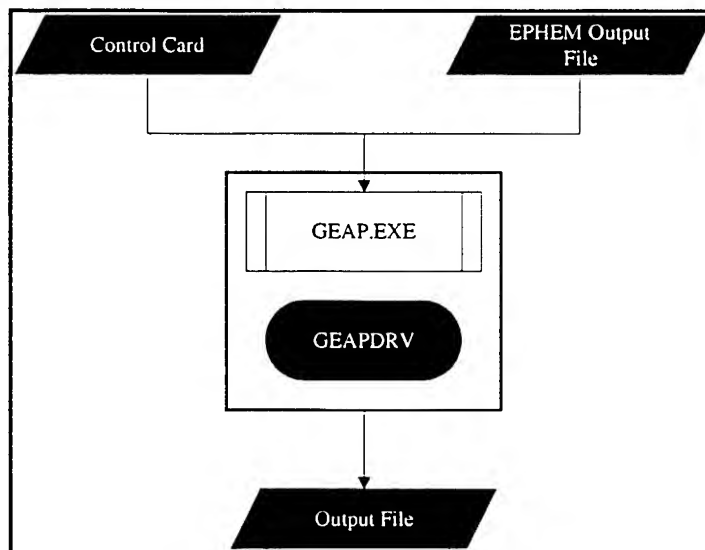 Control Card
EPHEM Output
File
GEAP.EXE
GEAPDRV
Output File